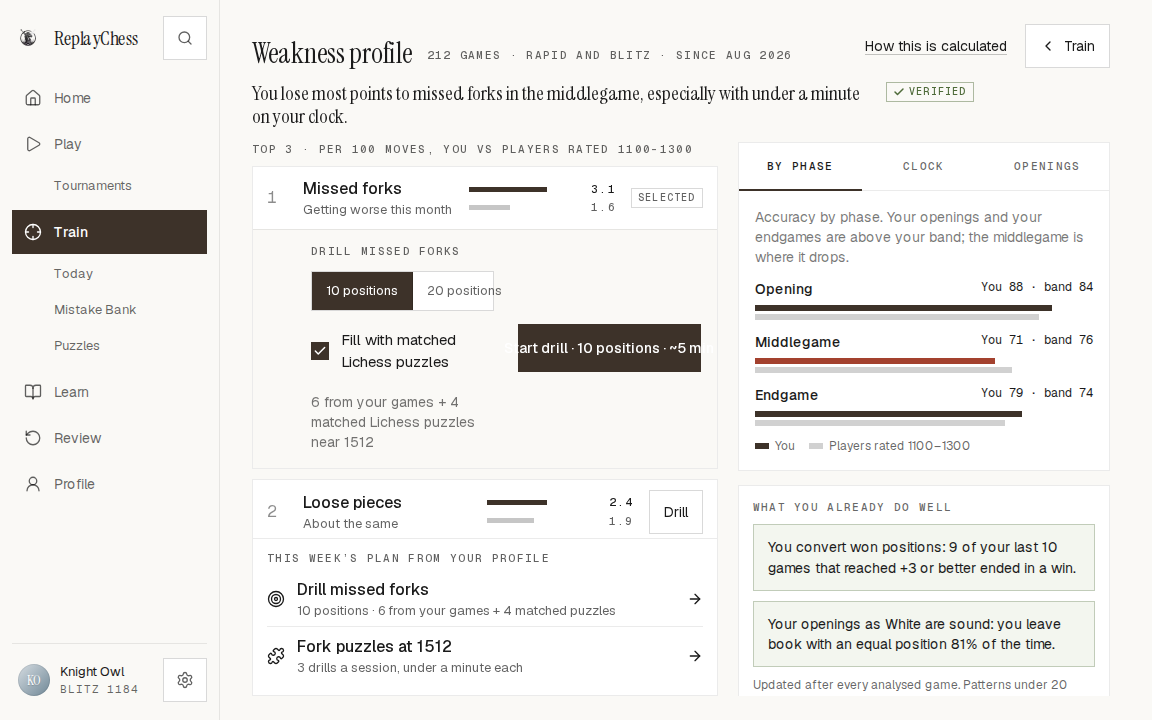 ReplayChess
Home
Play
Tournaments
Train
Today
Mistake Bank
Puzzles
Learn
Review
Profile
KO
Knight Owl
BLITZ 1184
Weakness profile
212 GAMES · RAPID AND BLITZ · SINCE AUG 2026
How this is calculated
Train
You lose most points to missed forks in the middlegame, especially with under a minute
on your clock.
VERIFIED
TOP 3 · PER 100 MOVES, YOU VS PLAYERS RATED 1100-1300
1
Missed forks
Getting worse this month
3.1
1.6
SELECTED
DRILL MISSED FORKS
10 positions
20 positions
Fill with matched
Lichess puzzles
Start drill · 10 positions · ~5 min
6 from your games + 4
matched Lichess puzzles
near 1512
2
Loose pieces
About the same
2.4
1.9
Drill
THIS WEEK'S PLAN FROM YOUR PROFILE
Drill missed forks
10 positions · 6 from your games + 4 matched puzzles
Fork puzzles at 1512
3 drills a session, under a minute each
BY PHASE
CLOCK
OPENINGS
Accuracy by phase. Your openings and your
endgames are above your band; the middlegame is
where it drops.
Opening
You 88 · band 84
Middlegame
You 71 · band 76
Endgame
You 79 · band 74
You
Players rated 1100–1300
WHAT YOU ALREADY DO WELL
You convert won positions: 9 of your last 10
games that reached +3 or better ended in a win.
Your openings as White are sound: you leave
book with an equal position 81% of the time.
Updated after every analysed game. Patterns under 20